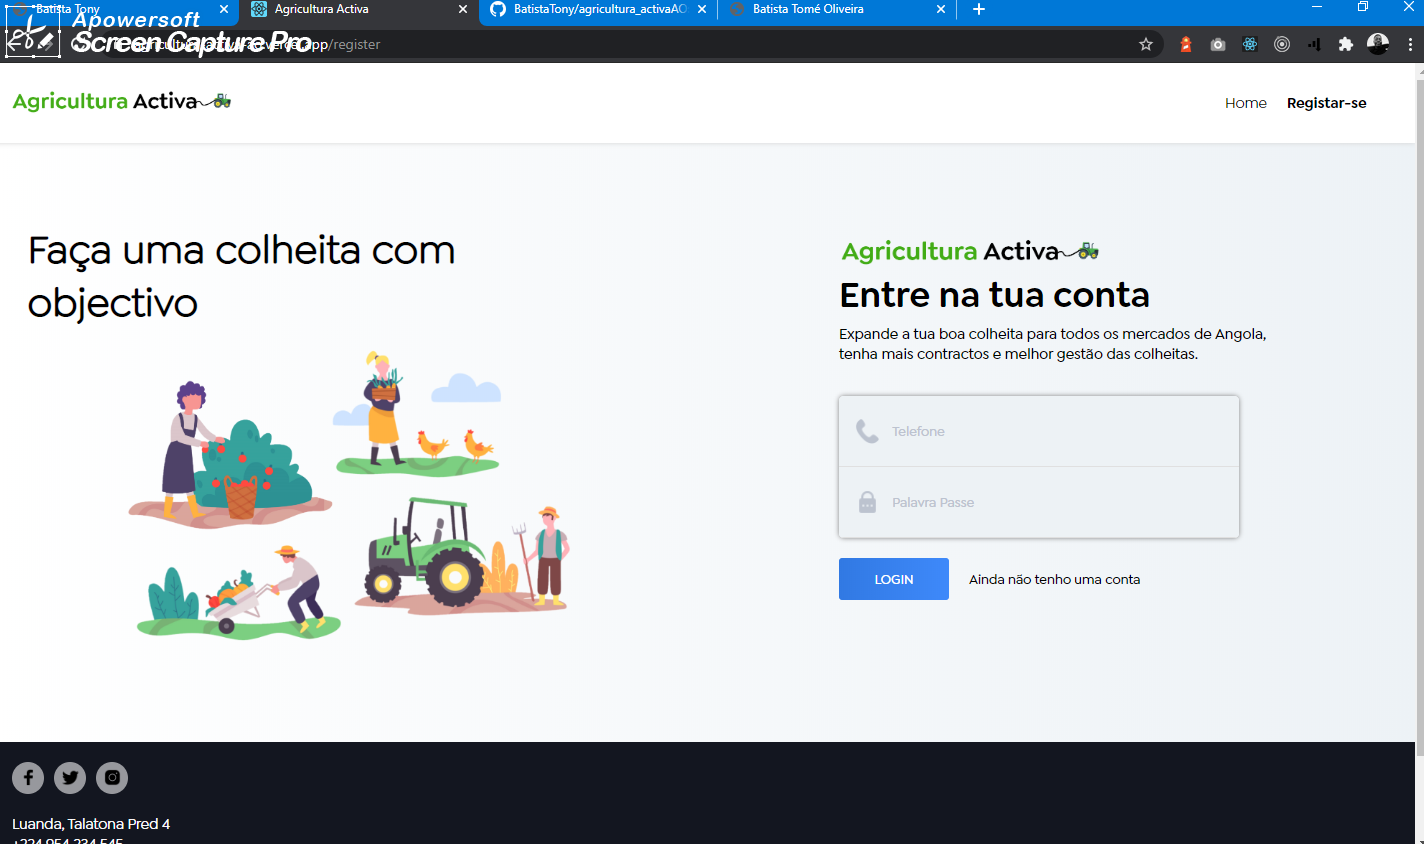 Batista Tony
Agricultura Activa
BatistaTony/agricultura_activaAO
Batista Tomé Oliveira
Apowersoft
Screen Capture Pro
app/register
Agricultura Activa
Home
Registar-se
Faça uma colheita com
objectivo
Agricultura Activa
Entre na tua conta
Expande a tua boa colheita para todos os mercados de Angola,
tenha mais contractos e melhor gestão das colheitas.
Telefone
Palavra Passe
LOGIN
Ainda não tenho uma conta
Luanda, Talatona Pred 4